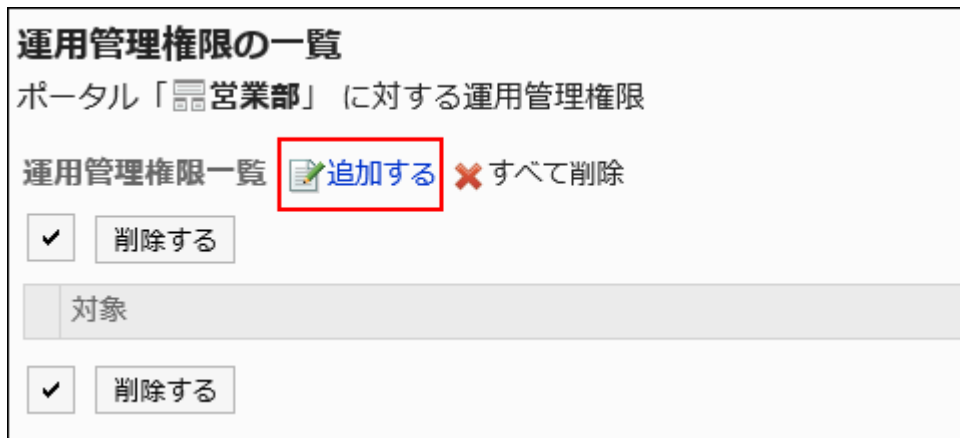 運用管理権限の一覧
ポータル「営業部」 に対する運用管理権限
運用管理権限一覧 追加する すべて削除
削除する
対象
削除する